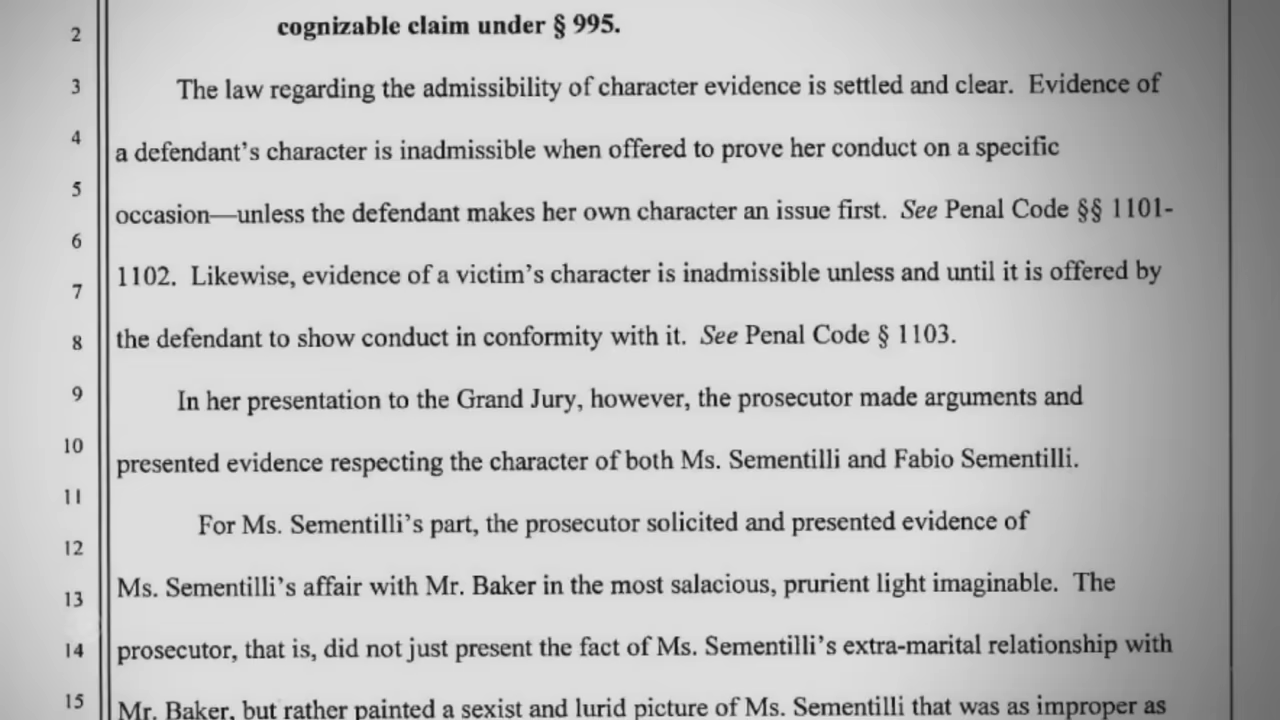 2 cognizable claim under § 995.
3 The law regarding the admissibility of character evidence is settled and clear. Evidence of
4 a defendant's character is inadmissible when offered to prove her conduct on a specific
5 occasion—unless the defendant makes her own character an issue first. See Penal Code §§ 1101-
6
7 1102. Likewise, evidence of a victim's character is inadmissible unless and until it is offered by
8 the defendant to show conduct in conformity with it. See Penal Code § 1103.
9 In her presentation to the Grand Jury, however, the prosecutor made arguments and
10 presented evidence respecting the character of both Ms. Sementilli and Fabio Sementilli.
11
12 For Ms. Sementilli's part, the prosecutor solicited and presented evidence of
13 Ms. Sementilli's affair with Mr. Baker in the most salacious, prurient light imaginable. The
14 prosecutor, that is, did not just present the fact of Ms. Sementilli's extra-marital relationship with
15 Mr. Baker, but rather painted a sexist and lurid picture of Ms. Sementilli that was as improper as